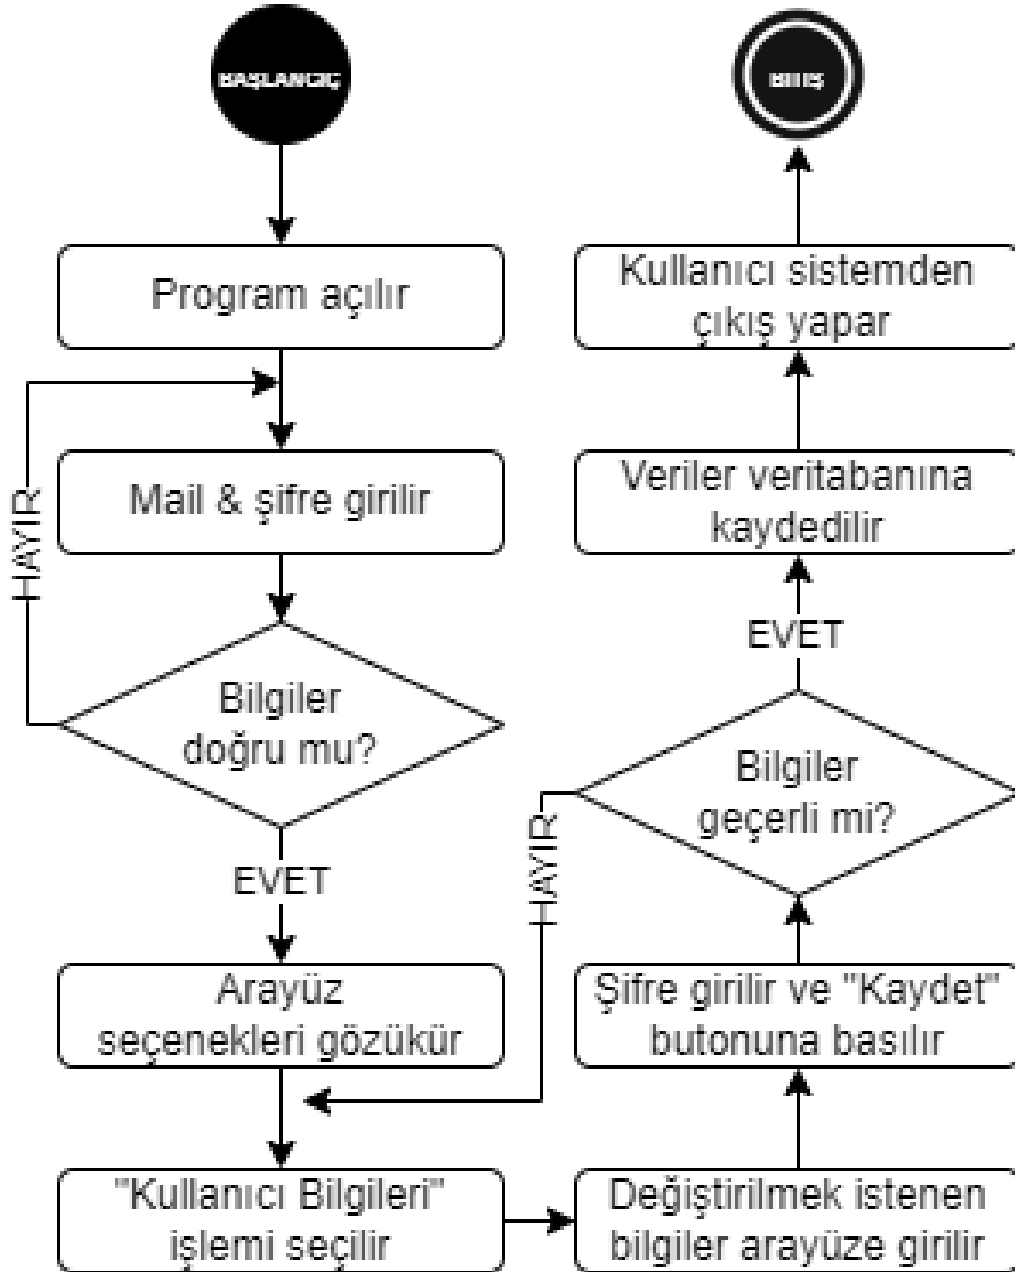 BAŞLANGIÇ
Program açılır
Mail & şifre girilir
HAYIR
Bilgiler
doğru mu?
EVET
Arayüz
seçenekleri gözükür
"Kullanıcı Bilgileri"
işlemi seçilir
Değiştirilmek istenen
bilgiler arayüze girilir
Şifre girilir ve "Kaydet"
butonuna basılır
Bilgiler
geçerli mi?
HAYIR
EVET
Veriler veritabanına
kaydedilir
Kullanıcı sistemden
çıkış yapar
BİTİŞ